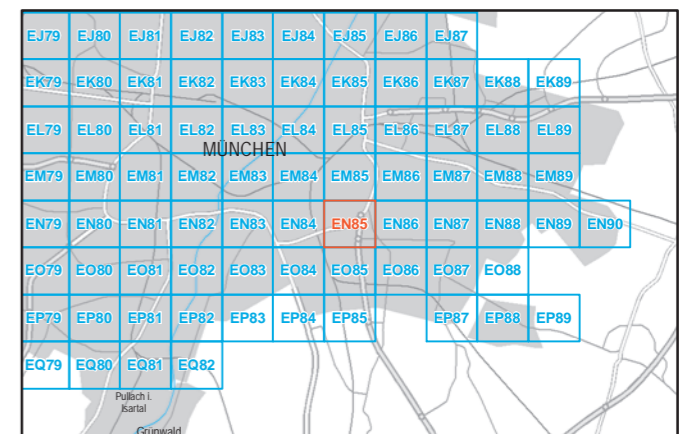 EJ79 EJ80 EJ81 EJ82 EJ83 EJ84 EJ85 EJ86 EJ87
EK79 EK80 EK81 EK82 EK83 EK84 EK85 EK86 EK87 EK88 EK89
EL79 EL80 EL81 EL82 EL83 EL84 EL85 EL86 EL87 EL88 EL89
MÜNCHEN
EM79 EM80 EM81 EM82 EM83 EM84 EM85 EM86 EM87 EM88 EM89
EN79 EN80 EN81 EN82 EN83 EN84 EN85 EN86 EN87 EN88 EN89 EN90
EO79 EO80 EO81 EO82 EO83 EO84 EO85 EO86 EO87 EO88
EP79 EP80 EP81 EP82 EP83 EP84 EP85 EP87 EP88 EP89
EQ79 EQ80 EQ81 EQ82
Pullach i.
Isartal
Grünwald